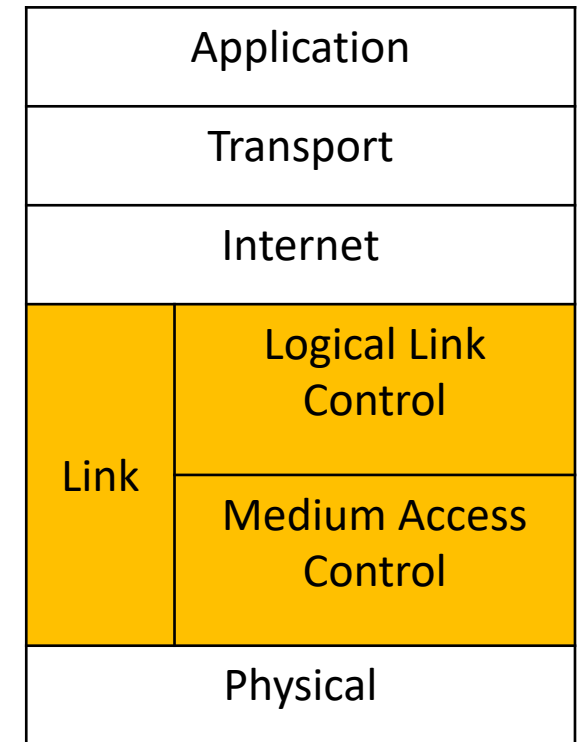 Application
Transport
Internet
Link
Logical Link
Control
Medium Access
Control
Physical